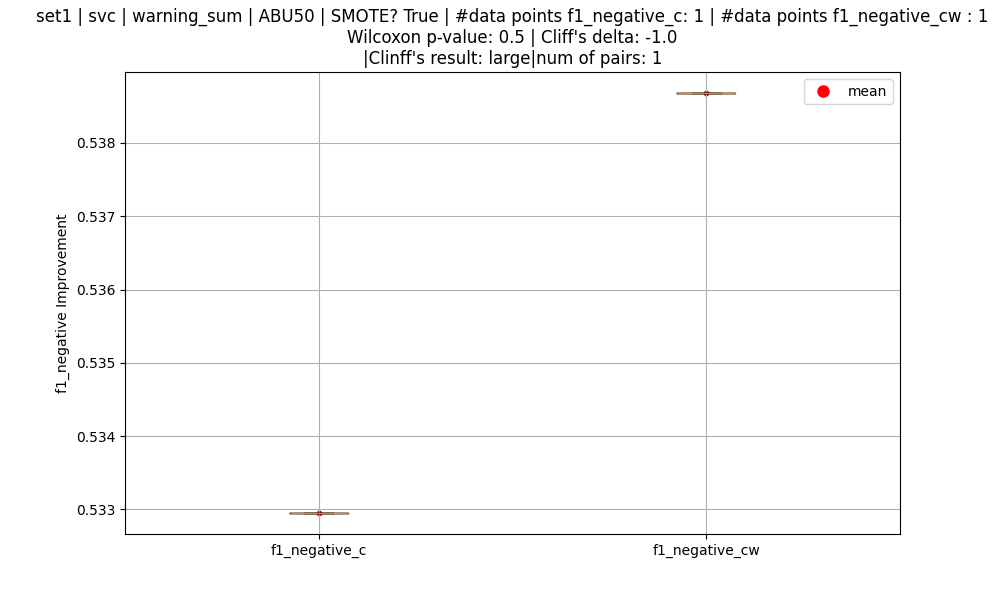 set1 | svc | warning_sum | ABU50 | SMOTE? True | #data points f1_negative_c: 1 | #data points f1_negative_cw : 1
Wilcoxon p-value: 0.5 | Cliff's delta: -1.0
|Clinff's result: large|num of pairs: 1
mean
f1_negative Improvement
0.538
0.537
0.536
0.535
0.534
0.533
f1_negative_c
f1_negative_cw